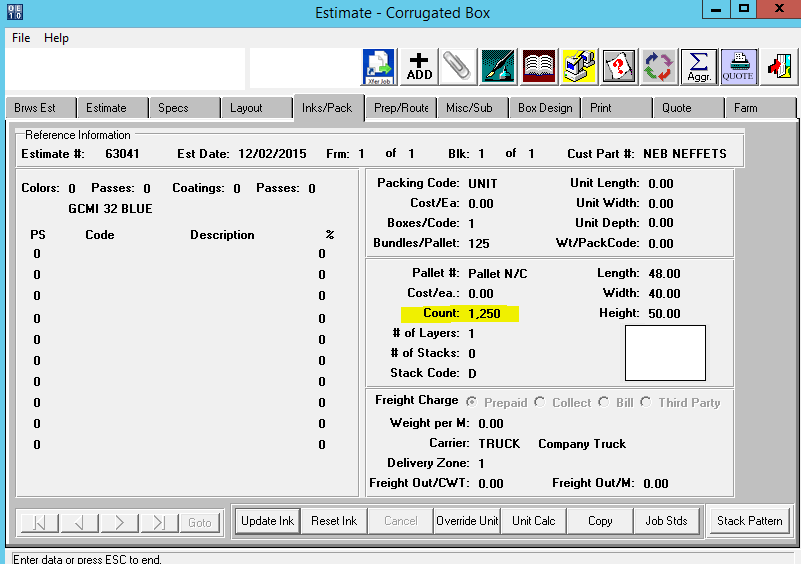 OE
10
Estimate - Corrugated Box
X
File Help
Xfer Job
ADD
Σ
Aggr.
QUOTE
Brws Est Estimate Specs Layout Inks/Pack Prep/Route Misc/Sub Box Design Print Quote Farm
Reference Information
Estimate #: 63041 Est Date: 12/02/2015 Frm: 1 of 1 Blk: 1 of 1 Cust Part #: NEB NEFFETS
Colors: 0 Passes: 0 Coatings: 0 Passes: 0
GCMI 32 BLUE
PS Code Description %
0 0
0 0
0 0
0 0
0 0
0 0
0 0
0 0
0 0
0 0
Packing Code: UNIT Unit Length: 0.00
Cost/Ea: 0.00 Unit Width: 0.00
Boxes/Code: 1 Unit Depth: 0.00
Bundles/Pallet: 125 Wt/PackCode: 0.00
Pallet #: Pallet N/C Length: 48.00
Cost/ea.: 0.00 Width: 40.00
Count: 1,250 Height: 50.00
# of Layers: 1
# of Stacks: 0
Stack Code: D
Freight Charge Prepaid Collect Bill Third Party
Weight per M: 0.00
Carrier: TRUCK Company Truck
Delivery Zone: 1
Freight Out/CWT: 0.00 Freight Out/M: 0.00
Goto Update Ink Reset Ink Cancel Override Unit Unit Calc Copy Job Stds Stack Pattern
Enter data or press ESC to end.